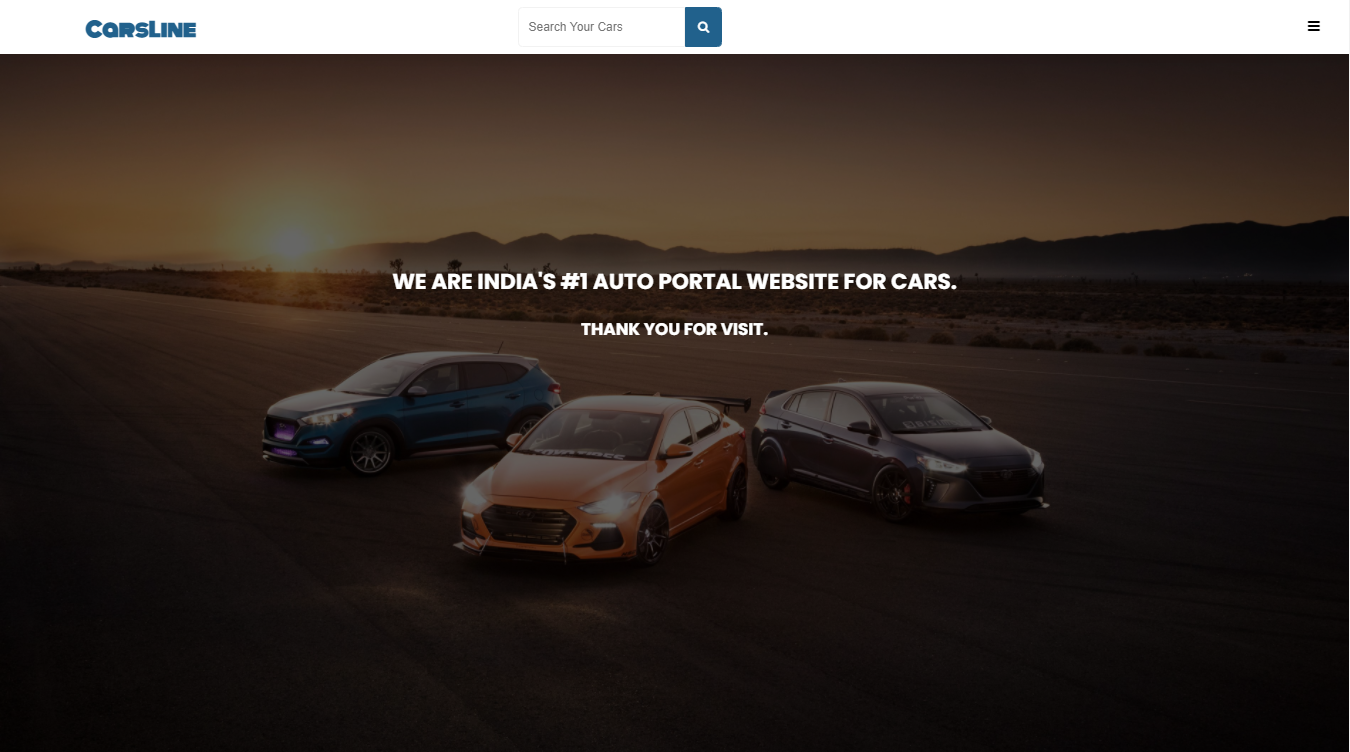 CARSLINE
Search Your Cars
WE ARE INDIA'S #1 AUTO PORTAL WEBSITE FOR CARS.
THANK YOU FOR VISIT.